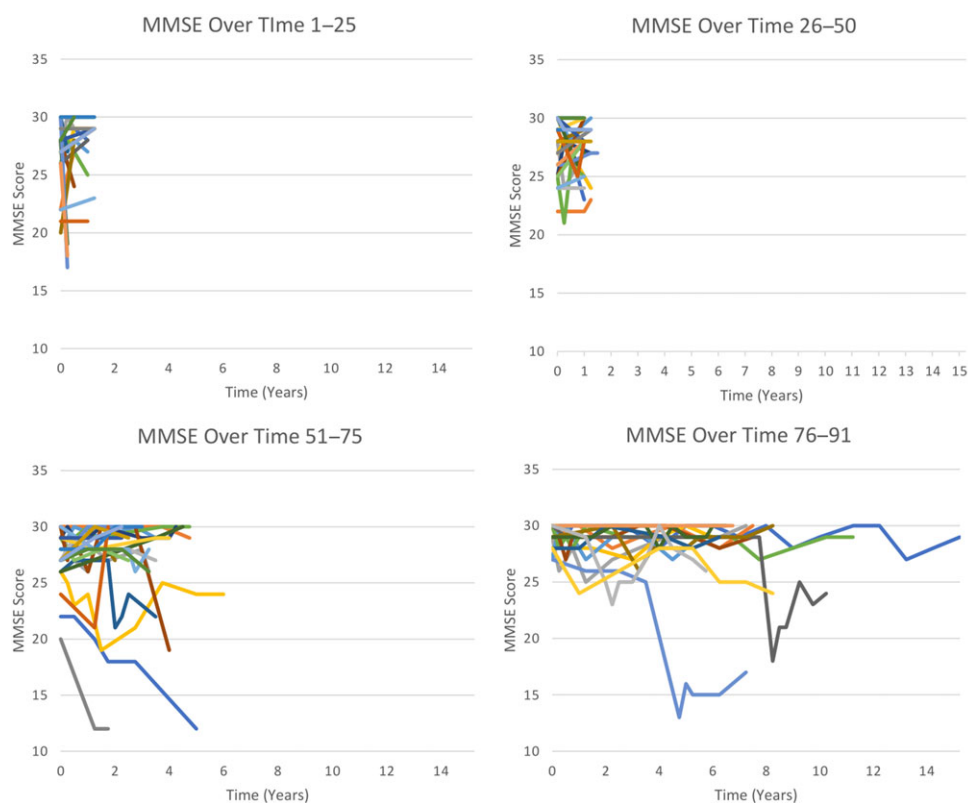 MMSE Over TIme 1–25
35
30
25
20
15
10
MMSE Score
0 2 4 6 8 10 12 14
Time (Years)
MMSE Over Time 26–50
35
30
25
20
15
10
MMSE Score
0 1 2 3 4 5 6 7 8 9 10 11 12 13 13 14 15
Time (Years)
MMSE Over Time 51–75
35
30
25
20
15
10
MMSE Score
0 2 4 6 8 10 12 14
Time (Years)
MMSE Over Time 76–91
35
30
25
20
15
10
MMSE Score
0 2 4 6 8 10 12 14
Time (Years)